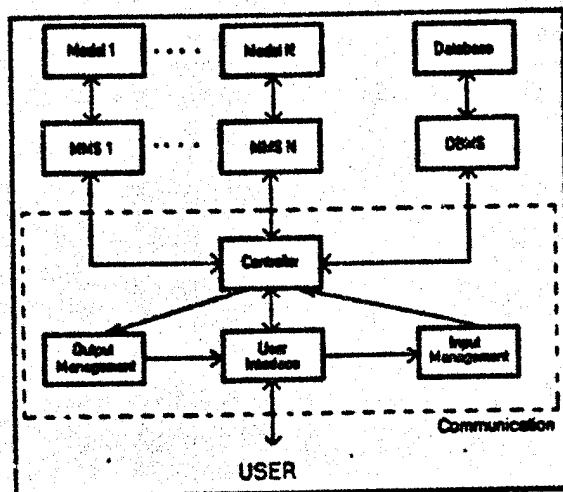 Model 1
Model N
Database
MMS 1
MMS N
DBMS
Controller
Output
Management
User
Interface
Input
Management
Communication
USER